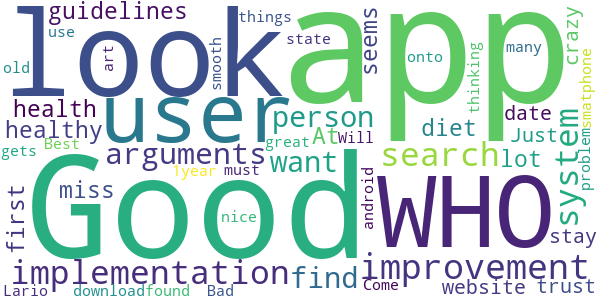 look
app
guidelines
things
use
state
seems
onto
many
crazy
old
art
smooth
thinking
smatphone
health
user
person
date
healthy
At
Will
diet
system
Just
problem
gets
Best
arguments
great
want
search
lot
1year
must
miss
Good
WHO
first
nice
android
stay
implementation
find
improvement
Lario
download
found
Bad
Come
website
trust